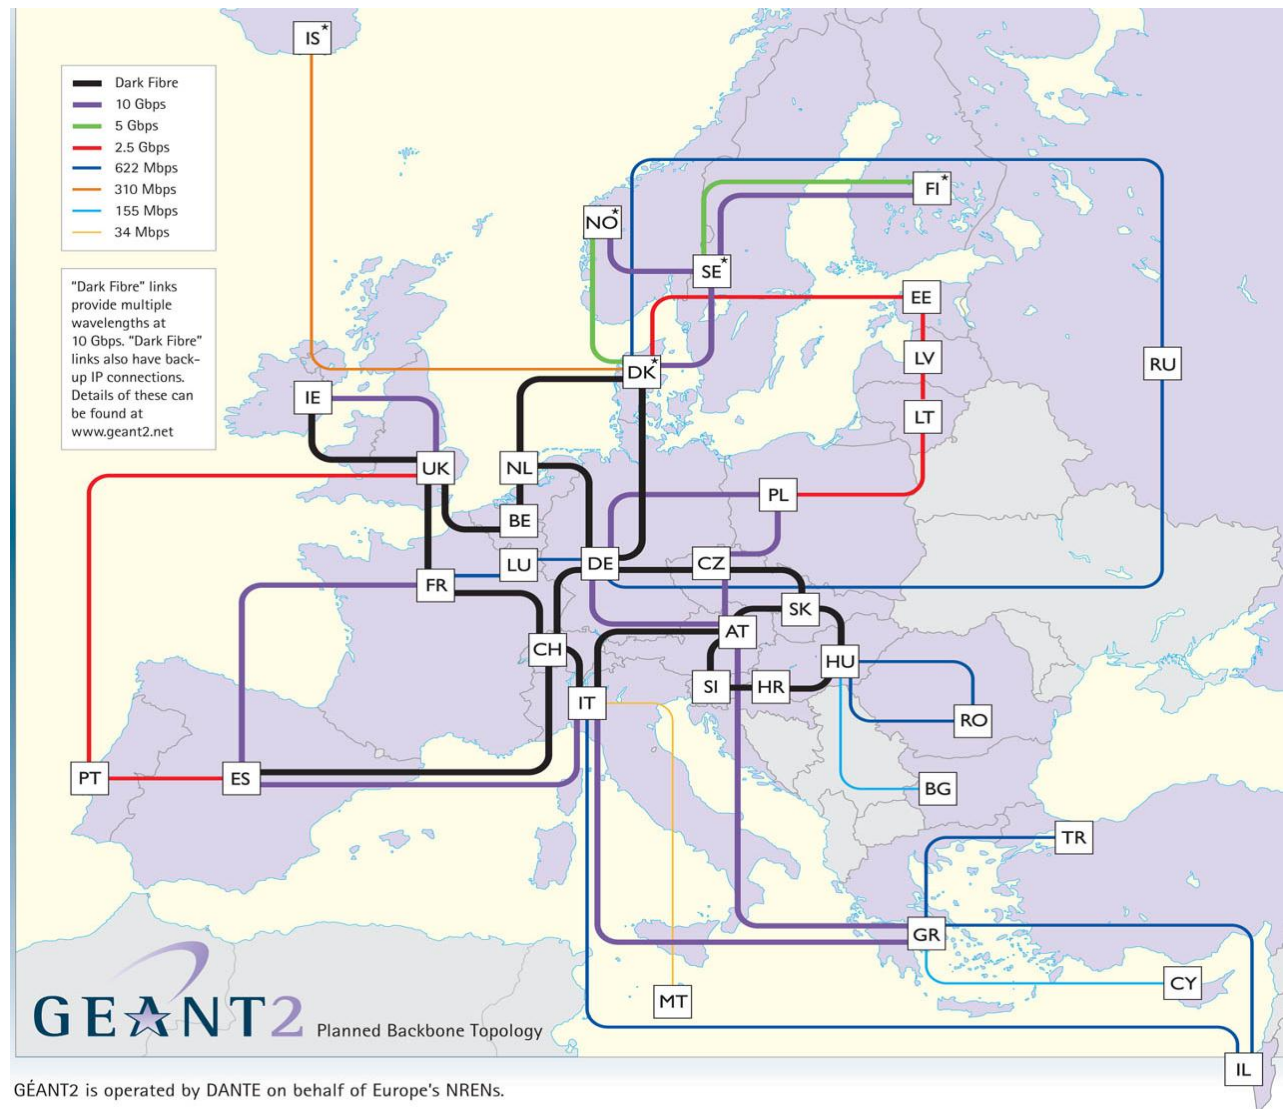 IS*
Dark Fibre
10 Gbps
5 Gbps
2.5 Gbps
622 Mbps
310 Mbps
155 Mbps
34 Mbps
"Dark Fibre" links
provide multiple
wavelengths at
10 Gbps. "Dark Fibre"
links also have back-
up IP connections.
Details of these can
be found at
www.geant2.net
FI*
NO*
SE*
EE
LV
RU
DK*
IE
LT
UK
NL
PL
BE
LU
DE
CZ
FR
SK
AT
CH
HU
SI
HR
IT
RO
PT
ES
BG
TR
GR
CY
MT
GEANT2
Planned Backbone Topology
IL
GÉANT2 is operated by DANTE on behalf of Europe's NRENs.